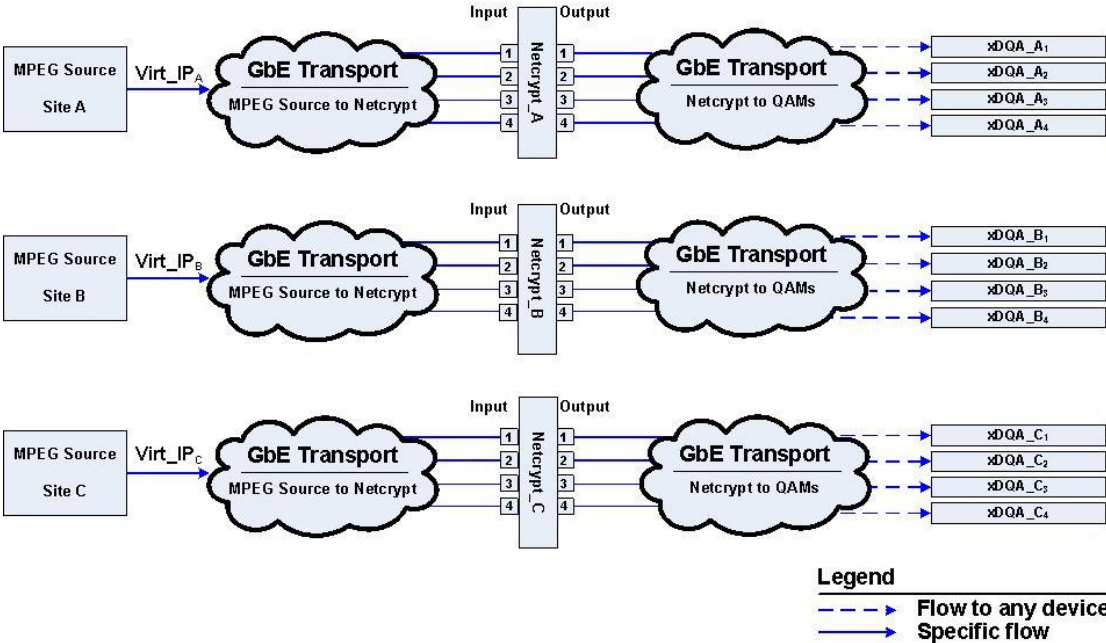 Input Output
MPEG Source
Site A
Virt_IPA
GbE Transport
MPEG Source to Netcrypt
1
2
3
4
Netcrypt_A
1
2
3
4
GbE Transport
Netcrypt to QAMs
xDQA_A1
xDQA_A2
xDQA_A3
xDQA_A4
Input Output
MPEG Source
Site B
Virt_IPB
GbE Transport
MPEG Source to Netcrypt
1
2
3
4
Netcrypt_B
1
2
3
4
GbE Transport
Netcrypt to QAMs
xDQA_B1
xDQA_B2
xDQA_B3
xDQA_B4
Input Output
MPEG Source
Site C
Virt_IPC
GbE Transport
MPEG Source to Netcrypt
1
2
3
4
Netcrypt_C
1
2
3
4
GbE Transport
Netcrypt to QAMs
xDQA_C1
xDQA_C2
xDQA_C3
xDQA_C4
Legend
Flow to any device
Specific flow